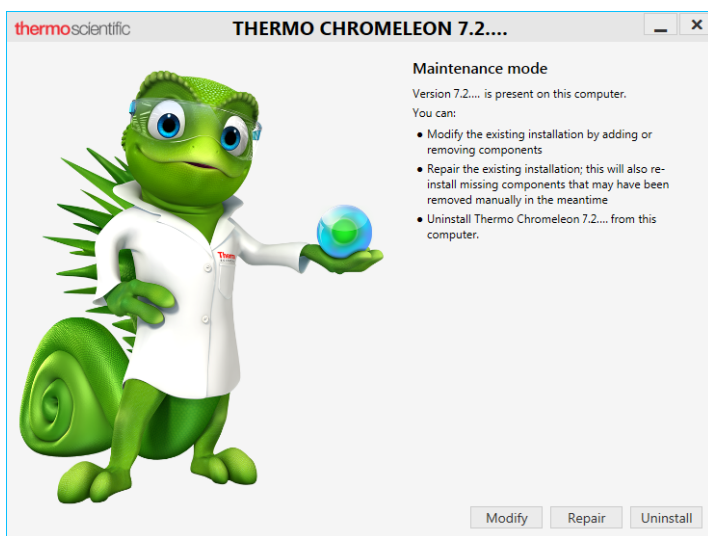 thermoscientific
THERMO CHROMELEON 7.2....
Maintenance mode
Version 7.2.... is present on this computer.
You can:
● Modify the existing installation by adding or
removing components
● Repair the existing installation; this will also re-
install missing components that may have been
removed manually in the meantime
● Uninstall Thermo Chromeleon 7.2.... from this
computer.
Thermo
Modify Repair Uninstall